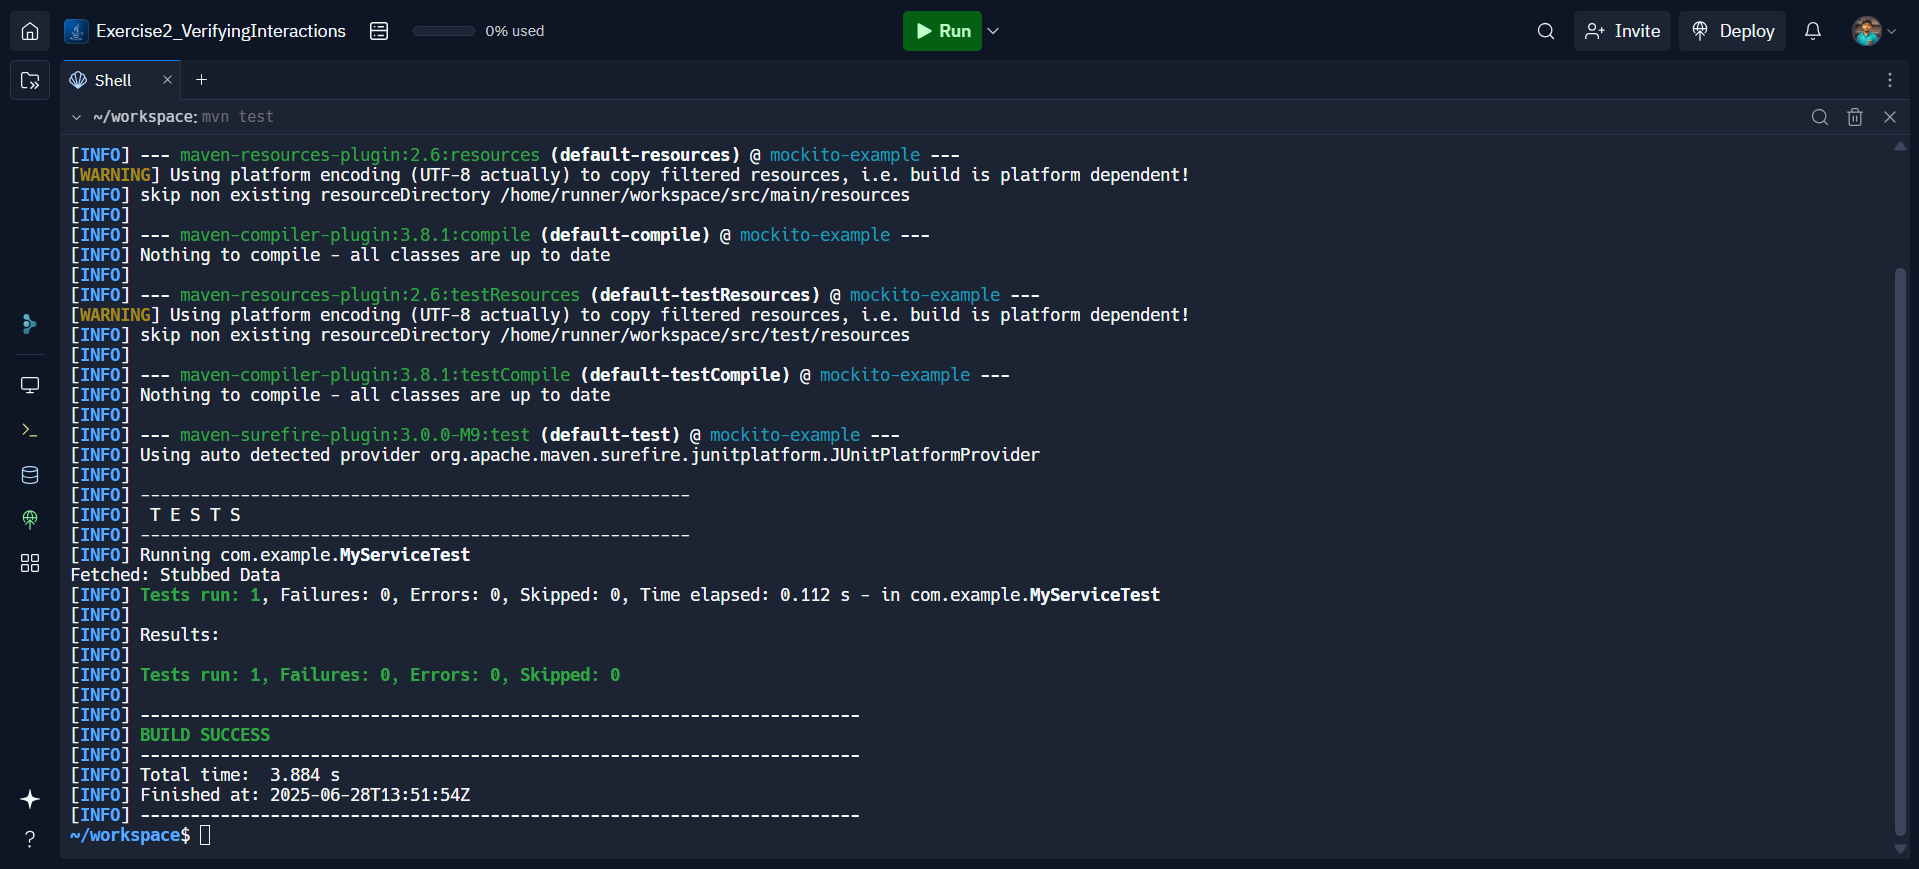 Exercise2_VerifyingInteractions
0% used
Run
Invite
Deploy
Shell
~/workspace: mvn test
[INFO] --- maven-resources-plugin:2.6:resources (default-resources) @ mockito-example ---
[WARNING] Using platform encoding (UTF-8 actually) to copy filtered resources, i.e. build is platform dependent!
[INFO] skip non existing resourceDirectory /home/runner/workspace/src/main/resources
[INFO]
[INFO] --- maven-compiler-plugin:3.8.1:compile (default-compile) @ mockito-example ---
[INFO] Nothing to compile - all classes are up to date
[INFO]
[INFO] --- maven-resources-plugin:2.6:testResources (default-testResources) @ mockito-example ---
[WARNING] Using platform encoding (UTF-8 actually) to copy filtered resources, i.e. build is platform dependent!
[INFO] skip non existing resourceDirectory /home/runner/workspace/src/test/resources
[INFO]
[INFO] --- maven-compiler-plugin:3.8.1:testCompile (default-testCompile) @ mockito-example ---
[INFO] Nothing to compile - all classes are up to date
[INFO]
[INFO] --- maven-surefire-plugin:3.0.0-M9:test (default-test) @ mockito-example ---
[INFO] Using auto detected provider org.apache.maven.surefire.junitplatform.JUnitPlatformProvider
[INFO]
[INFO] -------------------------------------------------------
[INFO]  T E S T S
[INFO] -------------------------------------------------------
[INFO] Running com.example.MyServiceTest
Fetched: Stubbed Data
[INFO] Tests run: 1, Failures: 0, Errors: 0, Skipped: 0, Time elapsed: 0.112 s - in com.example.MyServiceTest
[INFO]
[INFO] Results:
[INFO]
[INFO] Tests run: 1, Failures: 0, Errors: 0, Skipped: 0
[INFO]
[INFO] ------------------------------------------------------------------------
[INFO] BUILD SUCCESS
[INFO] ------------------------------------------------------------------------
[INFO] Total time:  3.884 s
[INFO] Finished at: 2025-06-28T13:51:54Z
[INFO] ------------------------------------------------------------------------
~/workspace$